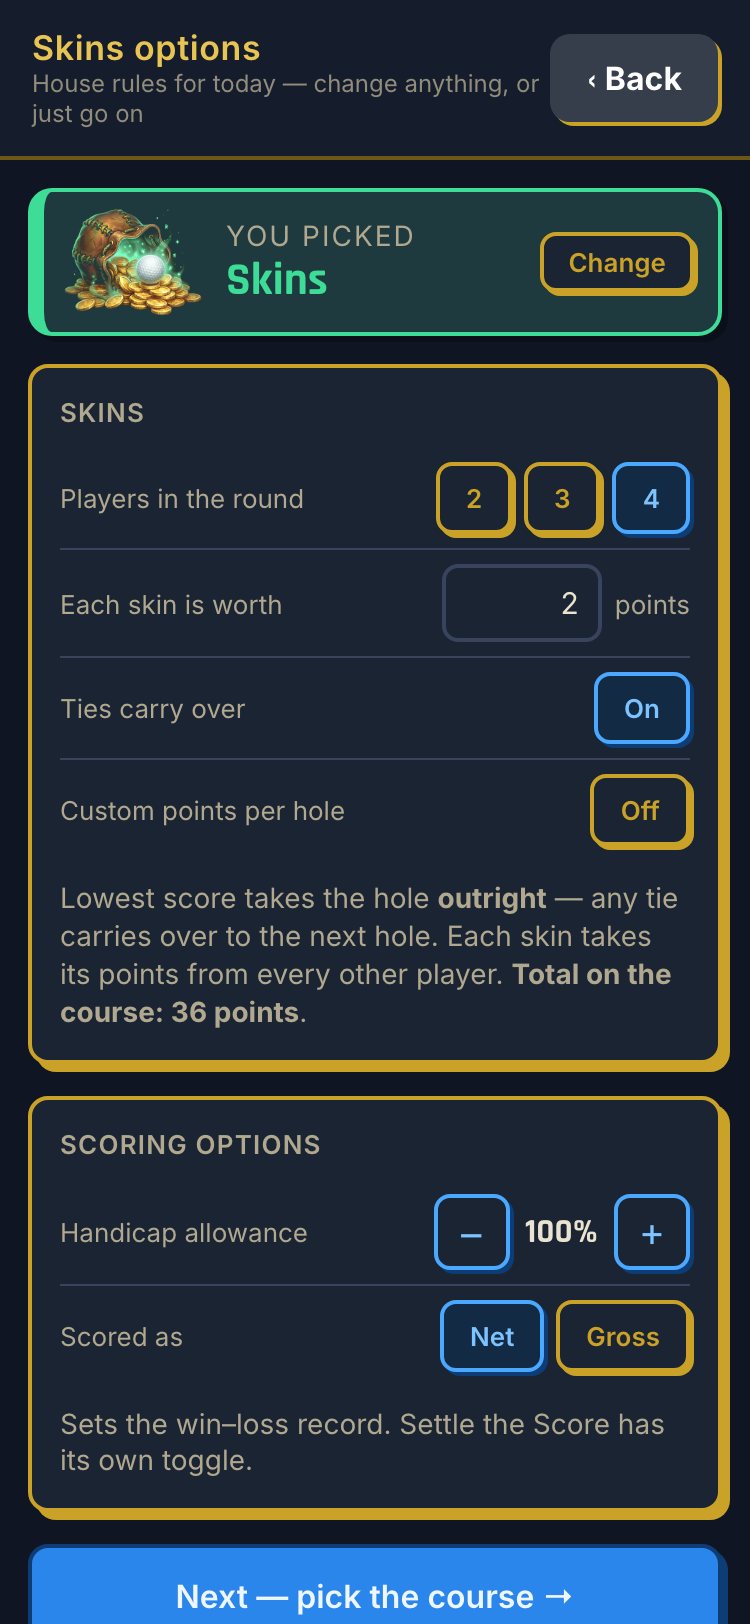 Skins options
House rules for today — change anything, or
just go on
‹ Back
YOU PICKED
Skins
Change
SKINS
Players in the round
2
3
4
Each skin is worth
2
points
Ties carry over
On
Custom points per hole
Off
Lowest score takes the hole outright — any tie
carries over to the next hole. Each skin takes
its points from every other player. Total on the
course: 36 points.
SCORING OPTIONS
Handicap allowance
–
100%
+
Scored as
Net
Gross
Sets the win–loss record. Settle the Score has
its own toggle.
Next — pick the course →